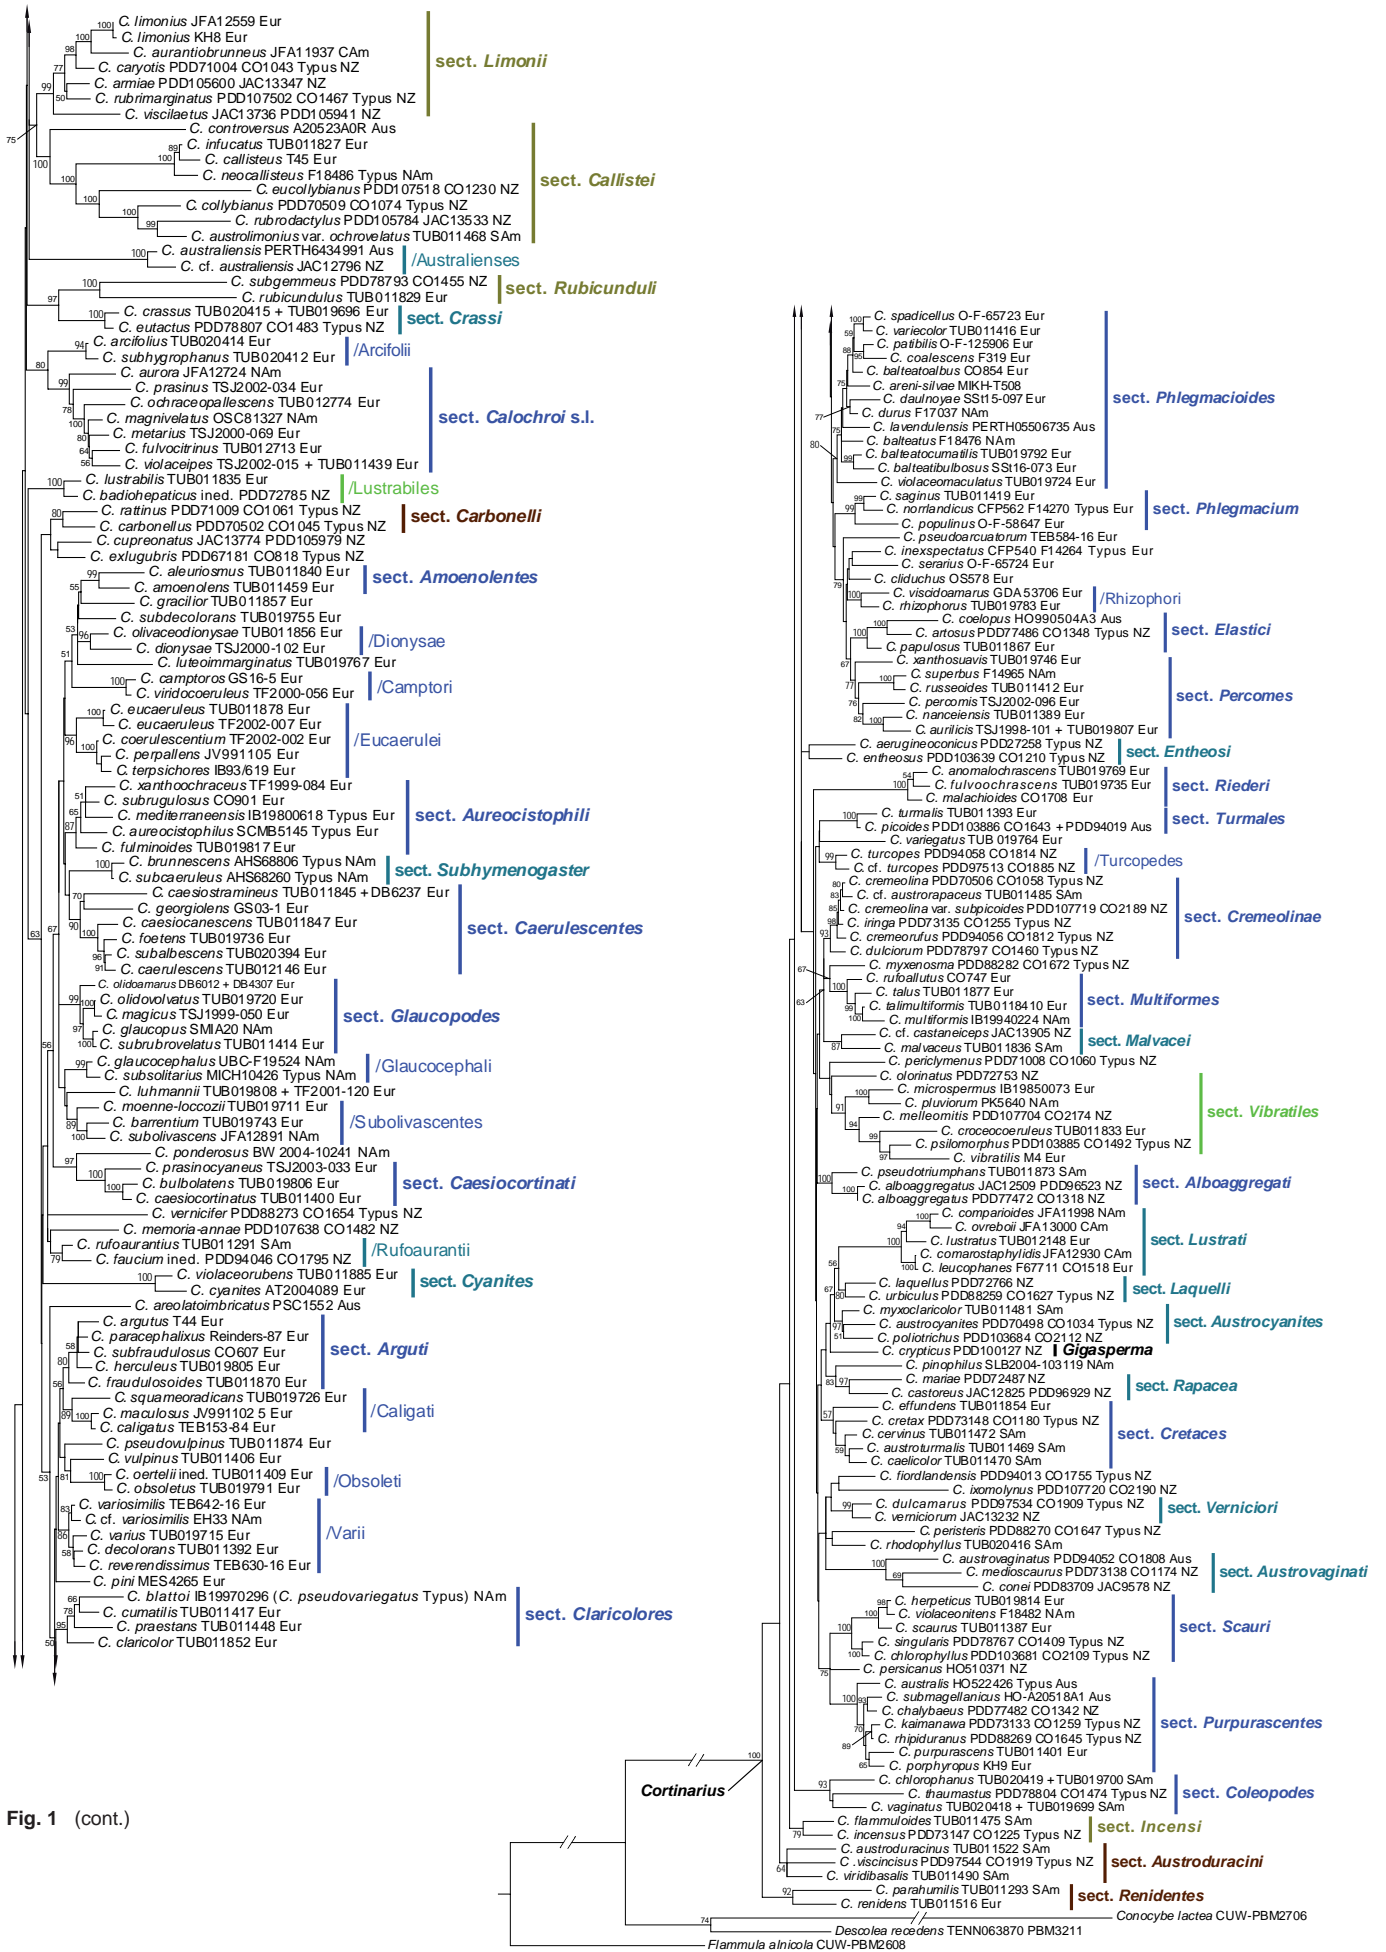 C. limonius JFA12559 Eur
C. limonius KH8 Eur
C. aurantiobrunneus JFA11937 CAm
C. caryotis PDD71004 CO1043 Typus NZ
C. armiae PDD105600 JAC13347 NZ
C. rubrimarginatus PDD107502 CO1467 Typus NZ
C. viscilaetus JAC13736 PDD105941 NZ
sect. Limonii
C. controversus A20523A0R Aus
C. infucatus TUB011827 Eur
C. callisteus T45 Eur
C. neocallisteus F18486 Typus NAm
C. eucollybianus PDD107518 CO1230 NZ
C. collybianus PDD70509 CO1074 Typus NZ
C. rubrodactylus PDD105784 JAC13533 NZ
C. austrolimonius var. ochrovelatus TUB011468 SAm
sect. Callistei
C. australiensis PERTH6434991 Aus
C. cf. australiensis JAC12796 NZ
/Australienses
C. subgemmeus PDD78793 CO1455 NZ
C. rubicundulus TUB011829 Eur
sect. Rubicunduli
C. crassus TUB020415 + TUB019696 Eur
C. eutactus PDD78807 CO1483 Typus NZ
sect. Crassi
C. arcifolius TUB020414 Eur
C. subhygrophanus TUB020412 Eur
/Arcifolii
C. aurora JFA12724 NAm
C. prasinus TSJ2002-034 Eur
C. ochraceopallescens TUB012774 Eur
C. magnivelatus OSC81327 NAm
C. metarius TSJ2000-069 Eur
C. fulvocitrinus TUB012713 Eur
C. violaceipes TSJ2002-015 + TUB011439 Eur
sect. Calochroi s.l.
C. lustrabilis TUB011835 Eur
C. badiohepaticus ined. PDD72785 NZ
/Lustrabiles
C. rattinus PDD71009 CO1061 Typus NZ
C. carbonellus PDD70502 CO1045 Typus NZ
sect. Carbonelli
C. cupreonatus JAC13774 PDD105979 NZ
C. exlugubris PDD67181 CO818 Typus NZ
C. aleuriosmus TUB011840 Eur
C. amoenolens TUB011459 Eur
sect. Amoenolentes
C. gracilior TUB011857 Eur
C. subdecolorans TUB019755 Eur
C. olivaceodionysae TUB011856 Eur
C. dionysae TSJ2000-102 Eur
/Dionysae
C. luteoimmarginatus TUB019767 Eur
C. camptoros GS16-5 Eur
C. viridocoeruleus TF2000-056 Eur
/Camptori
C. eucaeruleus TUB011878 Eur
C. eucaeruleus TF2002-007 Eur
C. coerulescentium TF2002-002 Eur
C. perpallens JV991105 Eur
C. terpsichores IB93/619 Eur
/Eucaerulei
C. xanthoochraceus TF1999-084 Eur
C. subrugulosus CO901 Eur
C. mediterraneensis IB19800618 Typus Eur
C. aureocistophilus SCMB5145 Typus Eur
C. fulminoides TUB019817 Eur
sect. Aureocistophili
C. brunnescens AHS68806 Typus NAm
C. subcaeruleus AHS68260 Typus NAm
sect. Subhymenogaster
C. caesiostramineus TUB011845 +DB6237 Eur
C. georgiolens GS03-1 Eur
C. caesiocanescens TUB011847 Eur
C. foetens TUB019736 Eur
C. subalbescens TUB020394 Eur
C. caerulescens TUB012146 Eur
sect. Caerulescentes
C. olidoamarus DB6012 + DB4307 Eur
C. olidovolvatus TUB019720 Eur
C. magicus TSJ1999-050 Eur
C. glaucopus SMIA20 NAm
C. subrubrovelatus TUB011414 Eur
sect. Glaucopodes
C. glaucocephalus UBC-F19524 NAm
C. subsolitarius MICH10426 Typus NAm
/Glaucocephali
C. luhmannii TUB019808 + TF2001-120 Eur
C. moenne-loccozii TUB019711 Eur
C. barrentium TUB019743 Eur
C. subolivascens JFA12891 NAm
/Subolivascentes
C. ponderosus BW 2004-10241 NAm
C. prasinocyaneus TSJ2003-033 Eur
C. bulbolatens TUB019806 Eur
C. caesiocortinatus TUB011400 Eur
sect. Caesiocortinati
C. vernicifer PDD88273 CO1654 Typus NZ
C. memoria-annae PDD107638 CO1482 NZ
C. rufoaurantius TUB011291 SAm
C. faucium ined. PDD94046 CO1795 NZ
/Rufoaurantii
C. violaceorubens TUB011885 Eur
C. cyanites AT2004089 Eur
sect. Cyanites
C. areolatoimbricatus PSC1552 Aus
C. argutus T44 Eur
C. paracephalixus Reinders-87 Eur
C. subfraudulosus CO607 Eur
C. herculeus TUB019805 Eur
C. fraudulosoides TUB011870 Eur
sect. Arguti
C. squameoradicans TUB019726 Eur
C. maculosus JV991102 5 Eur
C. caligatus TEB153-84 Eur
/Caligati
C. pseudovulpinus TUB011874 Eur
C. vulpinus TUB011406 Eur
C. oertelii ined. TUB011409 Eur
C. obsoletus TUB019791 Eur
/Obsoleti
C. variosimilis TEB642-16 Eur
C. cf. variosimilis EH33 NAm
C. varius TUB019715 Eur
C. decolorans TUB011392 Eur
C. reverendissimus TEB630-16 Eur
/Varii
C. pini MES4265 Eur
C. blattoi IB19970296 (C. pseudovariegatus Typus) NAm
C. cumatilis TUB011417 Eur
C. praestans TUB011448 Eur
C. claricolor TUB011852 Eur
sect. Claricolores
C. spadicellus O-F-65723 Eur
C. variecolor TUB011416 Eur
C. patibilis O-F-125906 Eur
C. coalescens F319 Eur
C. balteatoalbus CO854 Eur
C. areni-silvae MIKH-T508
C. daulnoyae SSt15-097 Eur
C. durus F17037 NAm
C. lavendulensis PERTH05506735 Aus
C. balteatus F18476 NAm
C. balteatocumatilis TUB019792 Eur
C. balteatibulbosus SSt16-073 Eur
C. violaceomaculatus TUB019724 Eur
sect. Phlegmacioides
C. saginus TUB011419 Eur
C. norrlandicus CFP562 F14270 Typus Eur
C. populinus O-F-58647 Eur
sect. Phlegmacium
C. pseudoarcuatorum TEB584-16 Eur
C. inexspectatus CFP540 F14264 Typus Eur
C. serarius O-F-65724 Eur
C. cliduchus OS578 Eur
C. viscidoamarus GDA53706 Eur
C. rhizophorus TUB019783 Eur
/Rhizophori
C. coelopus HO990504A3 Aus
C. artosus PDD77486 CO1348 Typus NZ
C. papulosus TUB011867 Eur
sect. Elastici
C. xanthosuavis TUB019746 Eur
C. superbus F14965 NAm
C. russeoides TUB011412 Eur
C. percomis TSJ2002-096 Eur
C. nanceiensis TUB011389 Eur
C. aurilicis TSJ1998-101 + TUB019807 Eur
sect. Percomes
C. aerugineoconicus PDD27258 Typus NZ
C. entheosus PDD103639 CO1210 Typus NZ
sect. Entheosi
C. anomalochrascens TUB019769 Eur
C. fulvoochrascens TUB019735 Eur
C. malachioides CO1708 Eur
sect. Riederi
C. turmalis TUB011393 Eur
C. picoides PDD103886 CO1643 +PDD94019 Aus
sect. Turmales
C. variegatus TUB 019764 Eur
C. turcopes PDD94058 CO1814 NZ
C. cf. turcopes PDD97513 CO1885 NZ
/Turcopedes
C. cremeolina PDD70506 CO1058 Typus NZ
C. cf. austrorapaceus TUB011485 SAm
C. cremeolina var. subpicoides PDD107719 CO2189 NZ
C. iringa PDD73135 CO1255 Typus NZ
C. cremeorufus PDD94056 CO1812 Typus NZ
C. dulciorum PDD78797 CO1460 Typus NZ
sect. Cremeolinae
C. myxenosma PDD88282 CO1672 Typus NZ
C. rufoallutus CO747 Eur
C. talus TUB011877 Eur
C. talimultiformis TUB0118410 Eur
C. multiformis IB19940224 NAm
sect. Multiformes
C. cf. castaneiceps JAC13905 NZ
C. malvaceus TUB011836 SAm
sect. Malvacei
C. periclymenus PDD71008 CO1060 Typus NZ
C. olorinatus PDD72753 NZ
C. microspermus IB19850073 Eur
C. pluviorum PK5640 NAm
C. melleomitis PDD107704 CO2174 NZ
C. croceocoeruleus TUB011833 Eur
C. psilomorphus PDD103885 CO1492 Typus NZ
C. vibratilis M4 Eur
sect. Vibratiles
C. pseudotriumphans TUB011873 SAm
C. alboaggregatus JAC12509 PDD96523 NZ
C. alboaggregatus PDD77472 CO1318 NZ
sect. Alboaggregati
C. comparioides JFA11998 NAm
C. ovreboii JFA13000 CAm
C. lustratus TUB012148 Eur
C. comarostaphylidis JFA12930 CAm
C. leucophanes F67711 CO1518 Eur
sect. Lustrati
C. laquellus PDD72766 NZ
C. urbiculus PDD88259 CO1627 Typus NZ
sect. Laquelli
C. myxoclaricolor TUB011481 SAm
C. austrocyanites PDD70498 CO1034 Typus NZ
C. poliotrichus PDD103684 CO2112 NZ
sect. Austrocyanites
C. crypticus PDD100127 NZ
Gigasperma
C. pinophilus SLB2004-103119 NAm
C. mariae PDD72487 NZ
C. castoreus JAC12825 PDD96929 NZ
sect. Rapacea
C. effundens TUB011854 Eur
C. cretax PDD73148 CO1180 Typus NZ
C. cervinus TUB011472 SAm
C. austroturmalis TUB011469 SAm
C. caelicolor TUB011470 SAm
sect. Cretaces
C. fiordlandensis PDD94013 CO1755 Typus NZ
C. ixomolynus PDD107720 CO2190 NZ
C. dulcamarus PDD97534 CO1909 Typus NZ
C. verniciorum JAC13232 NZ
sect. Verniciori
C. peristeris PDD88270 CO1647 Typus NZ
C. rhodophyllus TUB020416 SAm
C. austrovaginatus PDD94052 CO1808 Aus
C. medioscaurus PDD73138 CO1174 NZ
C. conei PDD83709 JAC9578 NZ
sect. Austrovaginati
C. herpeticus TUB019814 Eur
C. violaceonitens F18482 NAm
C. scaurus TUB011387 Eur
C. singularis PDD78767 CO1409 Typus NZ
C. chlorophyllus PDD103681 CO2109 Typus NZ
sect. Scauri
C. persicanus HO510371 NZ
C. australis HO522426 Typus Aus
C. submagellanicus HO-A20518A1 Aus
C. chalybaeus PDD77482 CO1342 NZ
C. kaimanawa PDD73133 CO1259 Typus NZ
C. rhipiduranus PDD88269 CO1645 Typus NZ
C. purpurascens TUB011401 Eur
C. porphyropus KH9 Eur
sect. Purpurascentes
C. chlorophanus TUB020419 +TUB019700 SAm
C. thaumastus PDD78804 CO1474 Typus NZ
C. vaginatus TUB020418 + TUB019699 SAm
sect. Coleopodes
C. flammuloides TUB011475 SAm
C. incensus PDD73147 CO1225 Typus NZ
sect. Incensi
C. austroduracinus TUB011522 SAm
C .viscincisus PDD97544 CO1919 Typus NZ
C. viridibasalis TUB011490 SAm
sect. Austroduracini
C. parahumilis TUB011293 SAm
C. renidens TUB011516 Eur
sect. Renidentes
Conocybe lactea CUW-PBM2706
Descolea recedens TENN063870 PBM3211
Flammula alnicola CUW-PBM2608
Cortinarius
Fig. 1 (cont.)